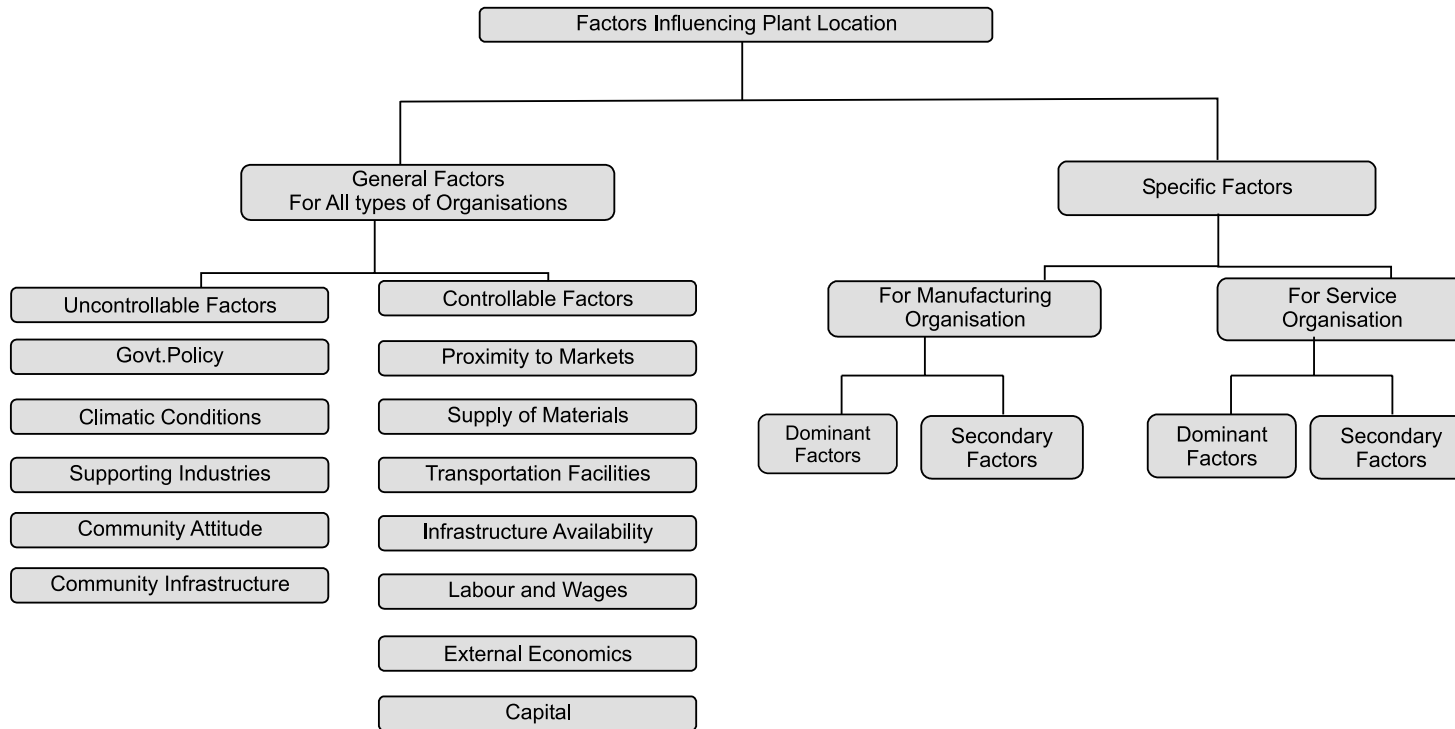 Factors Influencing Plant Location
General Factors
For All types of Organisations
Specific Factors
Uncontrollable Factors
Govt.Policy
Climatic Conditions
Supporting Industries
Community Attitude
Community Infrastructure
Controllable Factors
Proximity to Markets
Supply of Materials
Transportation Facilities
Infrastructure Availability
Labour and Wages
External Economics
Capital
For Manufacturing
Organisation
Dominant
Factors
Secondary
Factors
For Service
Organisation
Dominant
Factors
Secondary
Factors